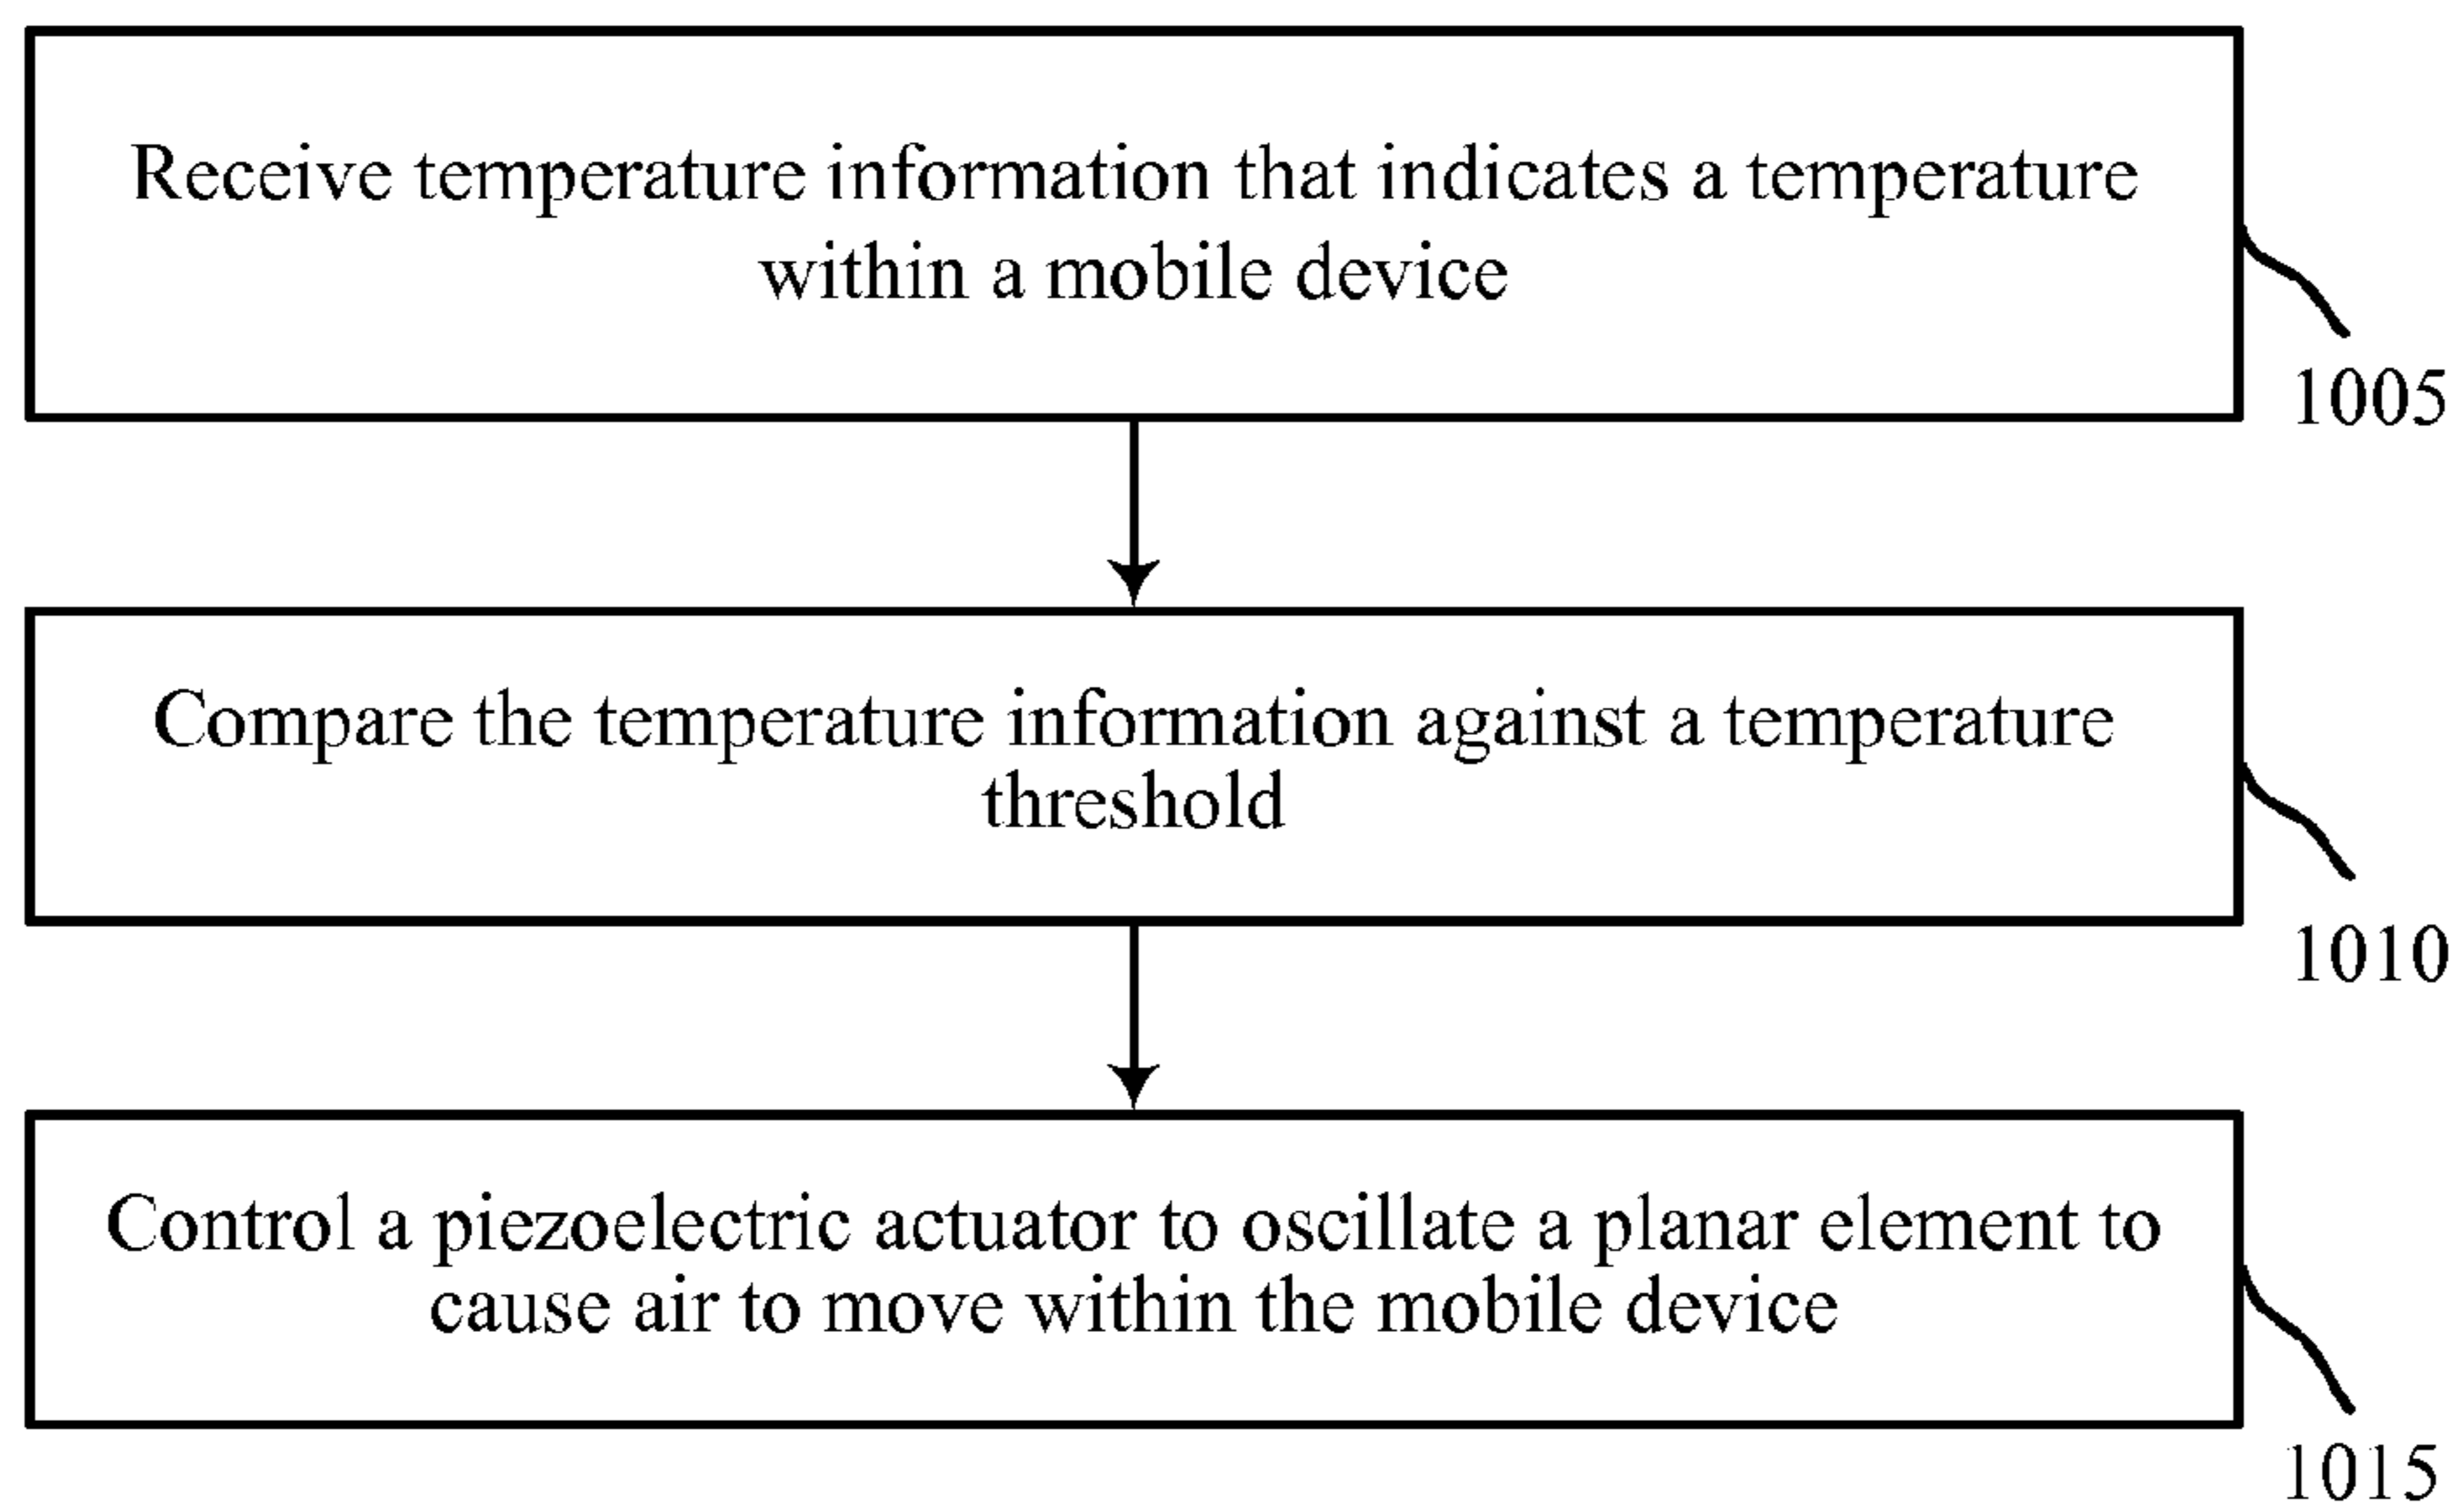 Receive temperature information that indicates a temperature
within a mobile device
1005
Compare the temperature information against a temperature
threshold
1010
Control a piezoelectric actuator to oscillate a planar element to
cause air to move within the mobile device
1015